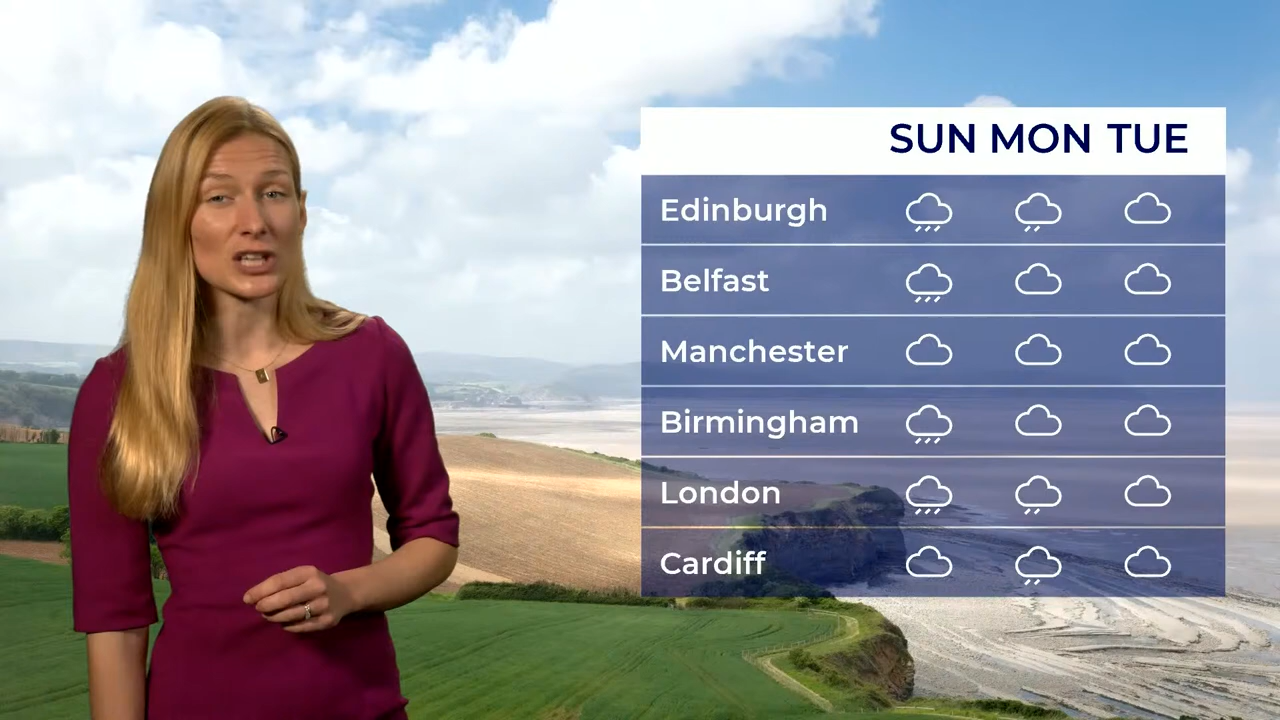 SUN MON TUE
Edinburgh
Belfast
Manchester
Birmingham
London
Cardiff